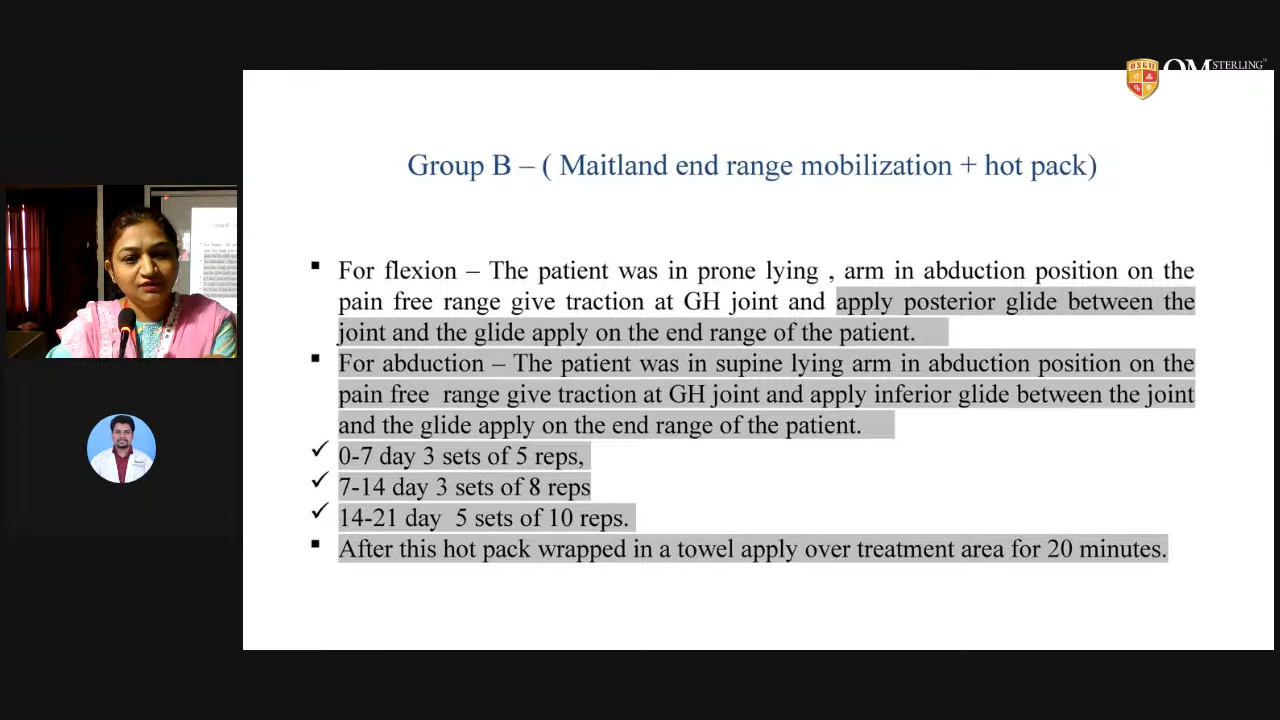 OSGU
OM STERLING
Group B – ( Maitland end range mobilization + hot pack)
▪ For flexion – The patient was in prone lying , arm in abduction position on the
pain free range give traction at GH joint and apply posterior glide between the
joint and the glide apply on the end range of the patient.
▪ For abduction – The patient was in supine lying arm in abduction position on the
pain free range give traction at GH joint and apply inferior glide between the joint
and the glide apply on the end range of the patient.
✓ 0-7 day 3 sets of 5 reps,
✓ 7-14 day 3 sets of 8 reps
✓ 14-21 day 5 sets of 10 reps.
▪ After this hot pack wrapped in a towel apply over treatment area for 20 minutes.